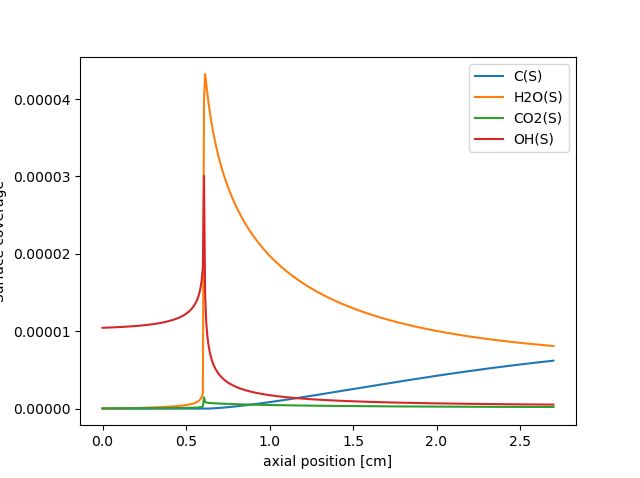 C(S)
H2O(S)
CO2(S)
OH(S)
0.00004
0.00003
0.00002
0.00001
0.00000
surface coverage
0.0
0.5
1.0
1.5
2.0
2.5
axial position [cm]